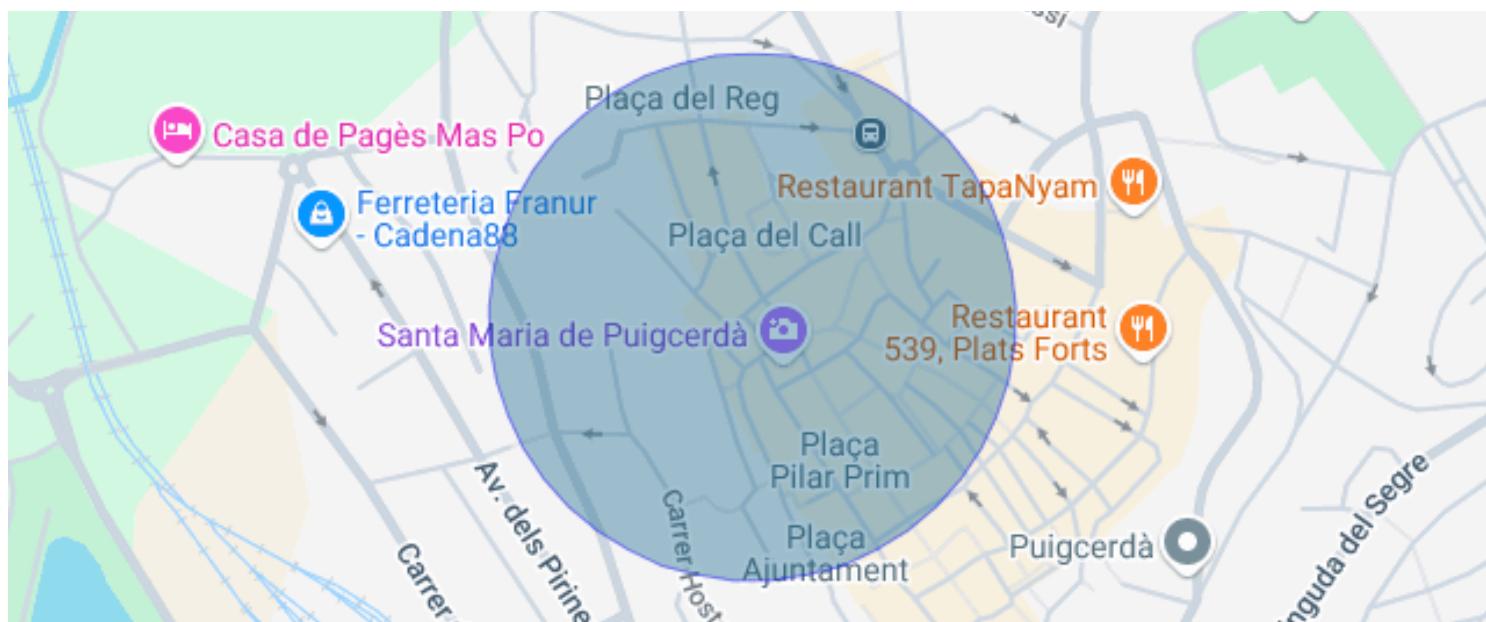 ssi
Plaça del Reg
Casa de Pagès Mas Po
Restaurant TapaNyam
Ferreteria Franur
- Cadena88
Plaça del Call
Santa Maria de Puigcerdà
Restaurant
539, Plats Forts
Plaça
Pilar Prim
Av. dels Pirine
Carrer Host
Carrer
Plaça
Ajuntament
Puigcerdà
inguda del Segre